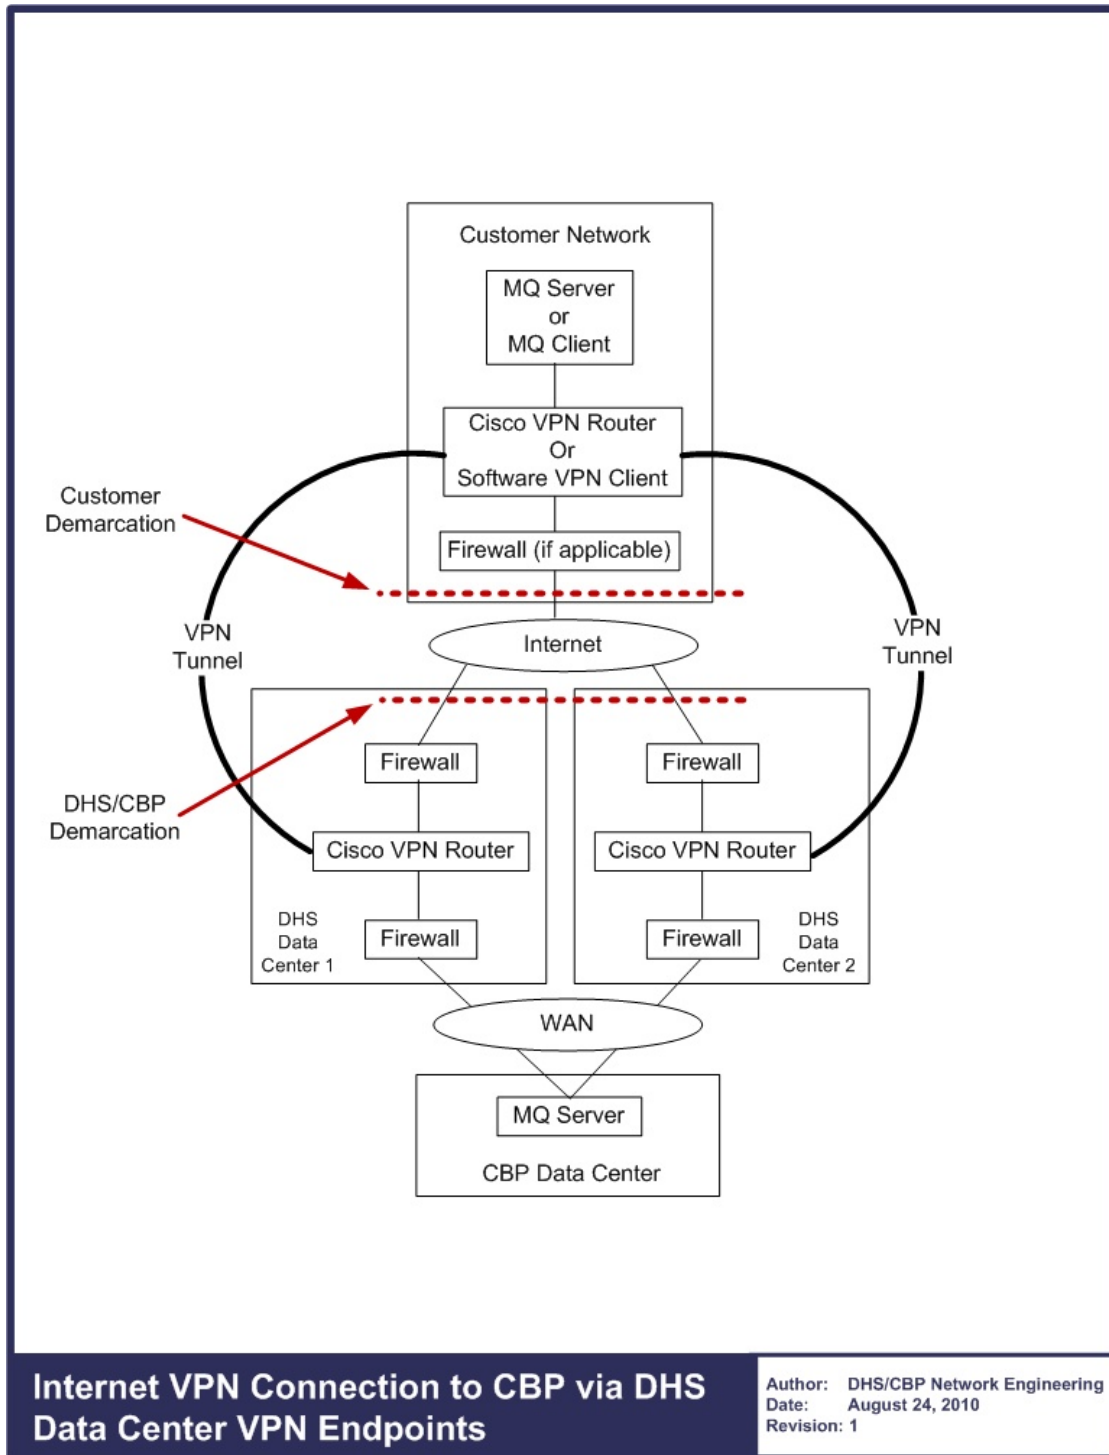 Customer Network
MQ Server
or
MQ Client
Cisco VPN Router
Or
Software VPN Client
Customer
Demarcation
Firewall (if applicable)
VPN
Tunnel
Internet
VPN
Tunnel
Firewall
Firewall
DHS/CBP
Demarcation
Cisco VPN Router
Cisco VPN Router
DHS
Data
Center 1
Firewall
Firewall
DHS
Data
Center 2
WAN
MQ Server
CBP Data Center
Internet VPN Connection to CBP via DHS
Data Center VPN Endpoints
Author: DHS/CBP Network Engineering
Date: August 24, 2010
Revision: 1